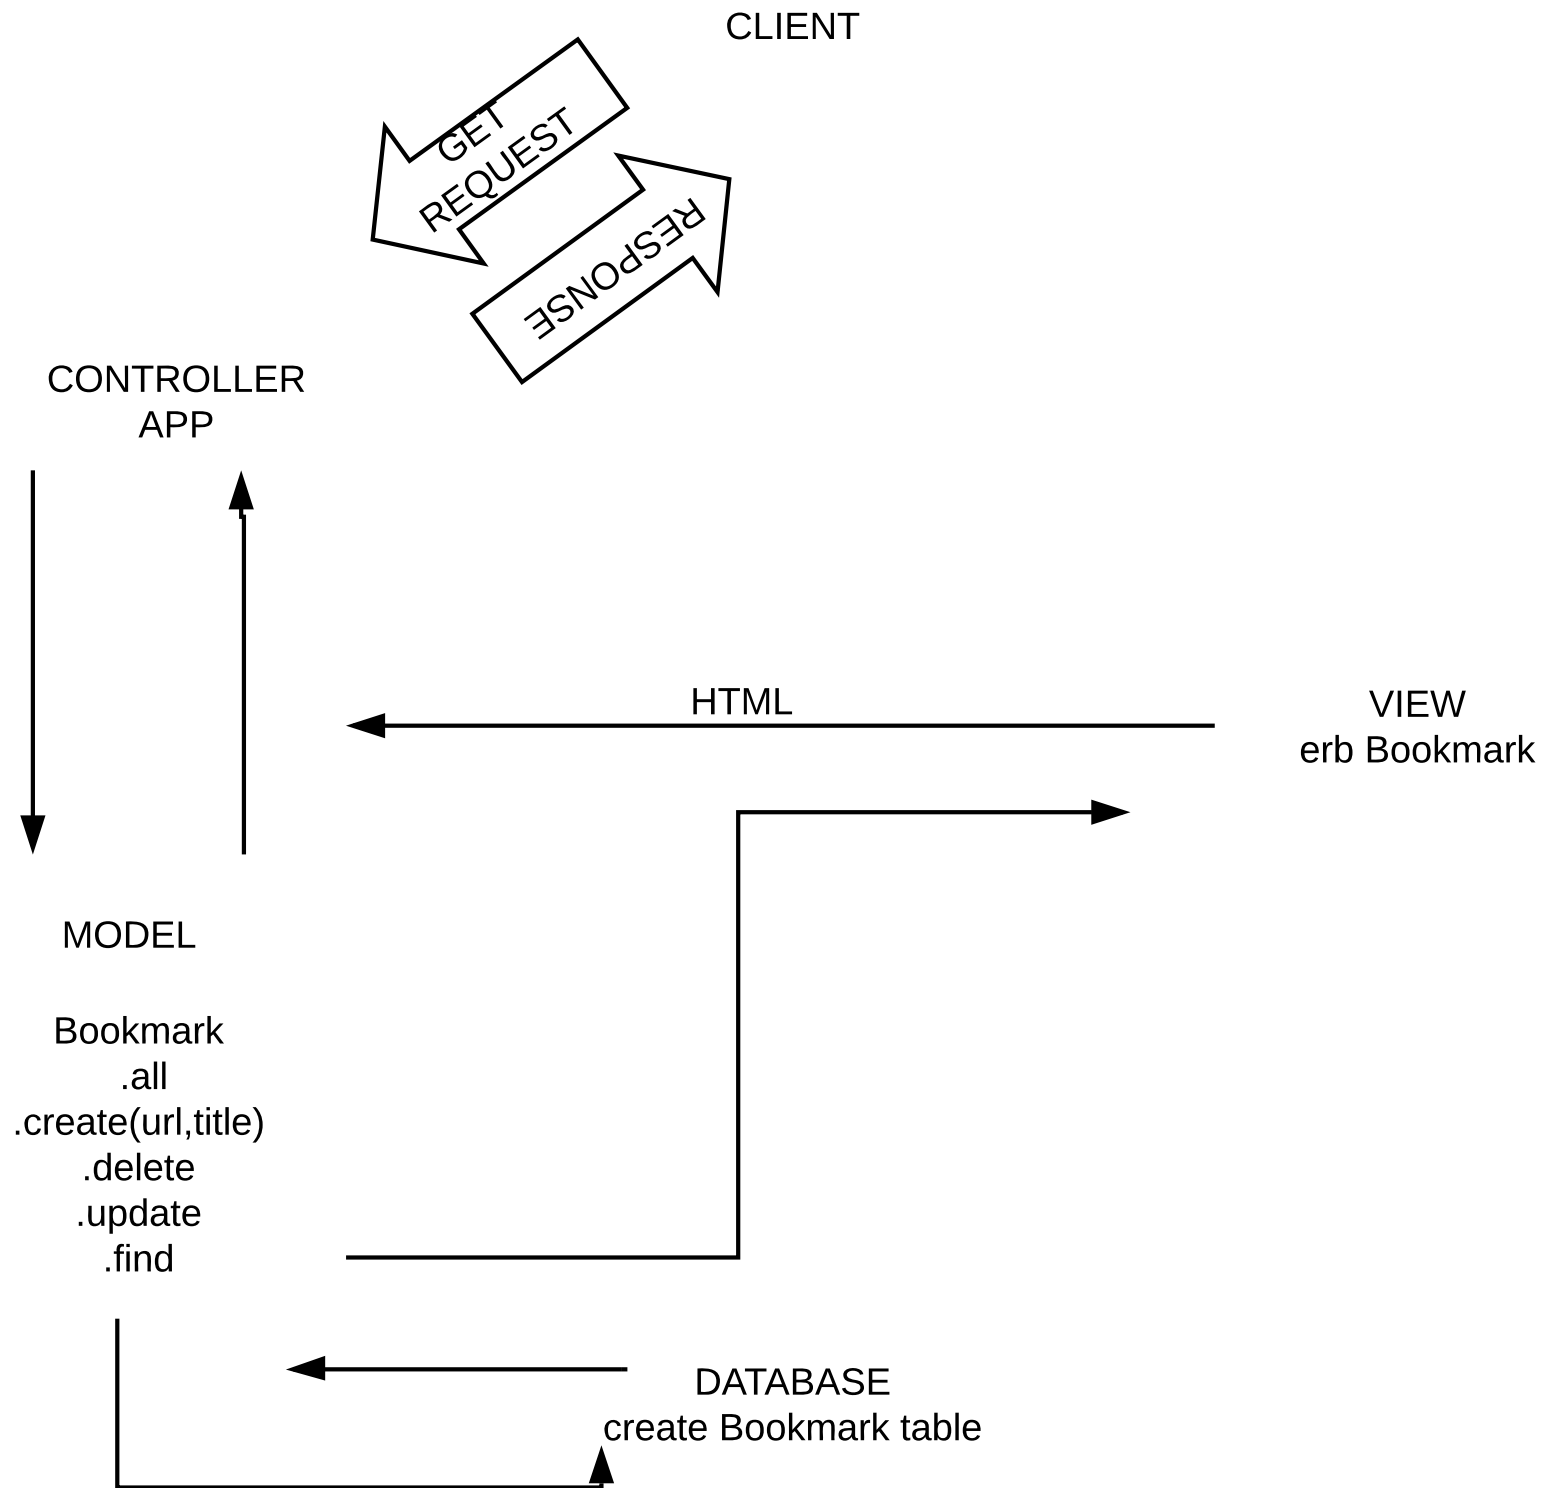 CLIENT
GET
REQUEST
RESPONSE
CONTROLLER
APP
HTML
VIEW
erb Bookmark
MODEL
Bookmark
.all
.create(url,title)
.delete
.update
.find
DATABASE
create Bookmark table